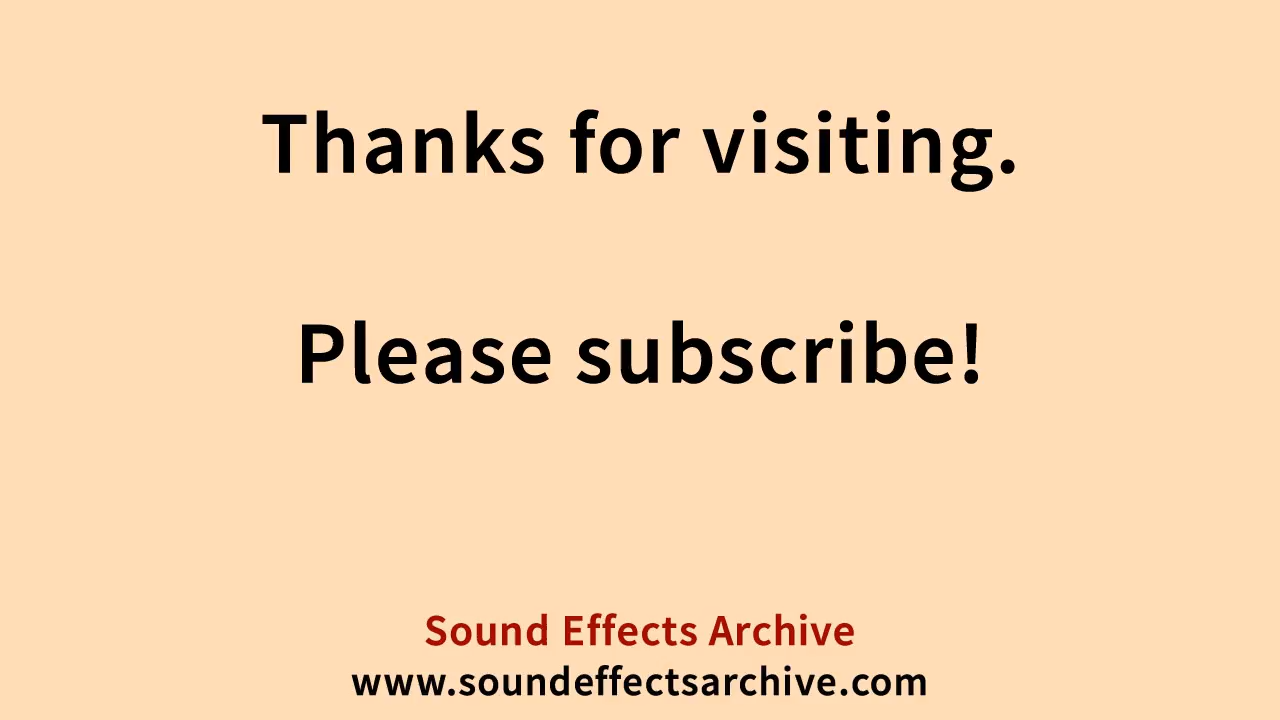 Thanks for visiting.
Please subscribe!
Sound Effects Archive
www.soundeffectsarchive.com